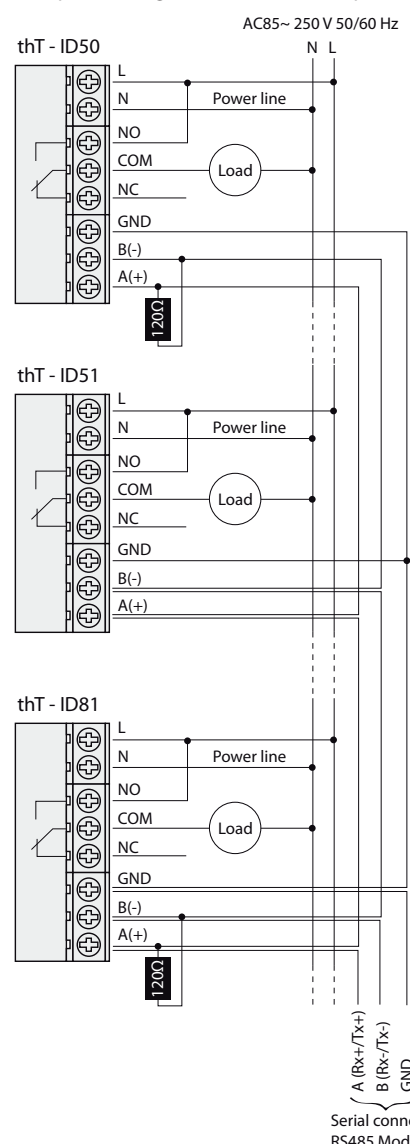 AC85~ 250 V 50/60 Hz
N L
thT - ID50
L
N Power line
NO
COM Load
NC
GND
B(-)
A(+)
120Ω
thT - ID51
L
N Power line
NO
COM Load
NC
GND
B(-)
A(+)
thT - ID81
L
N Power line
NO
COM Load
NC
GND
B(-)
A(+)
120Ω
A (Rx+/Tx+)
B (Rx-/Tx-)
GND
Serial conne
RS485 Mod